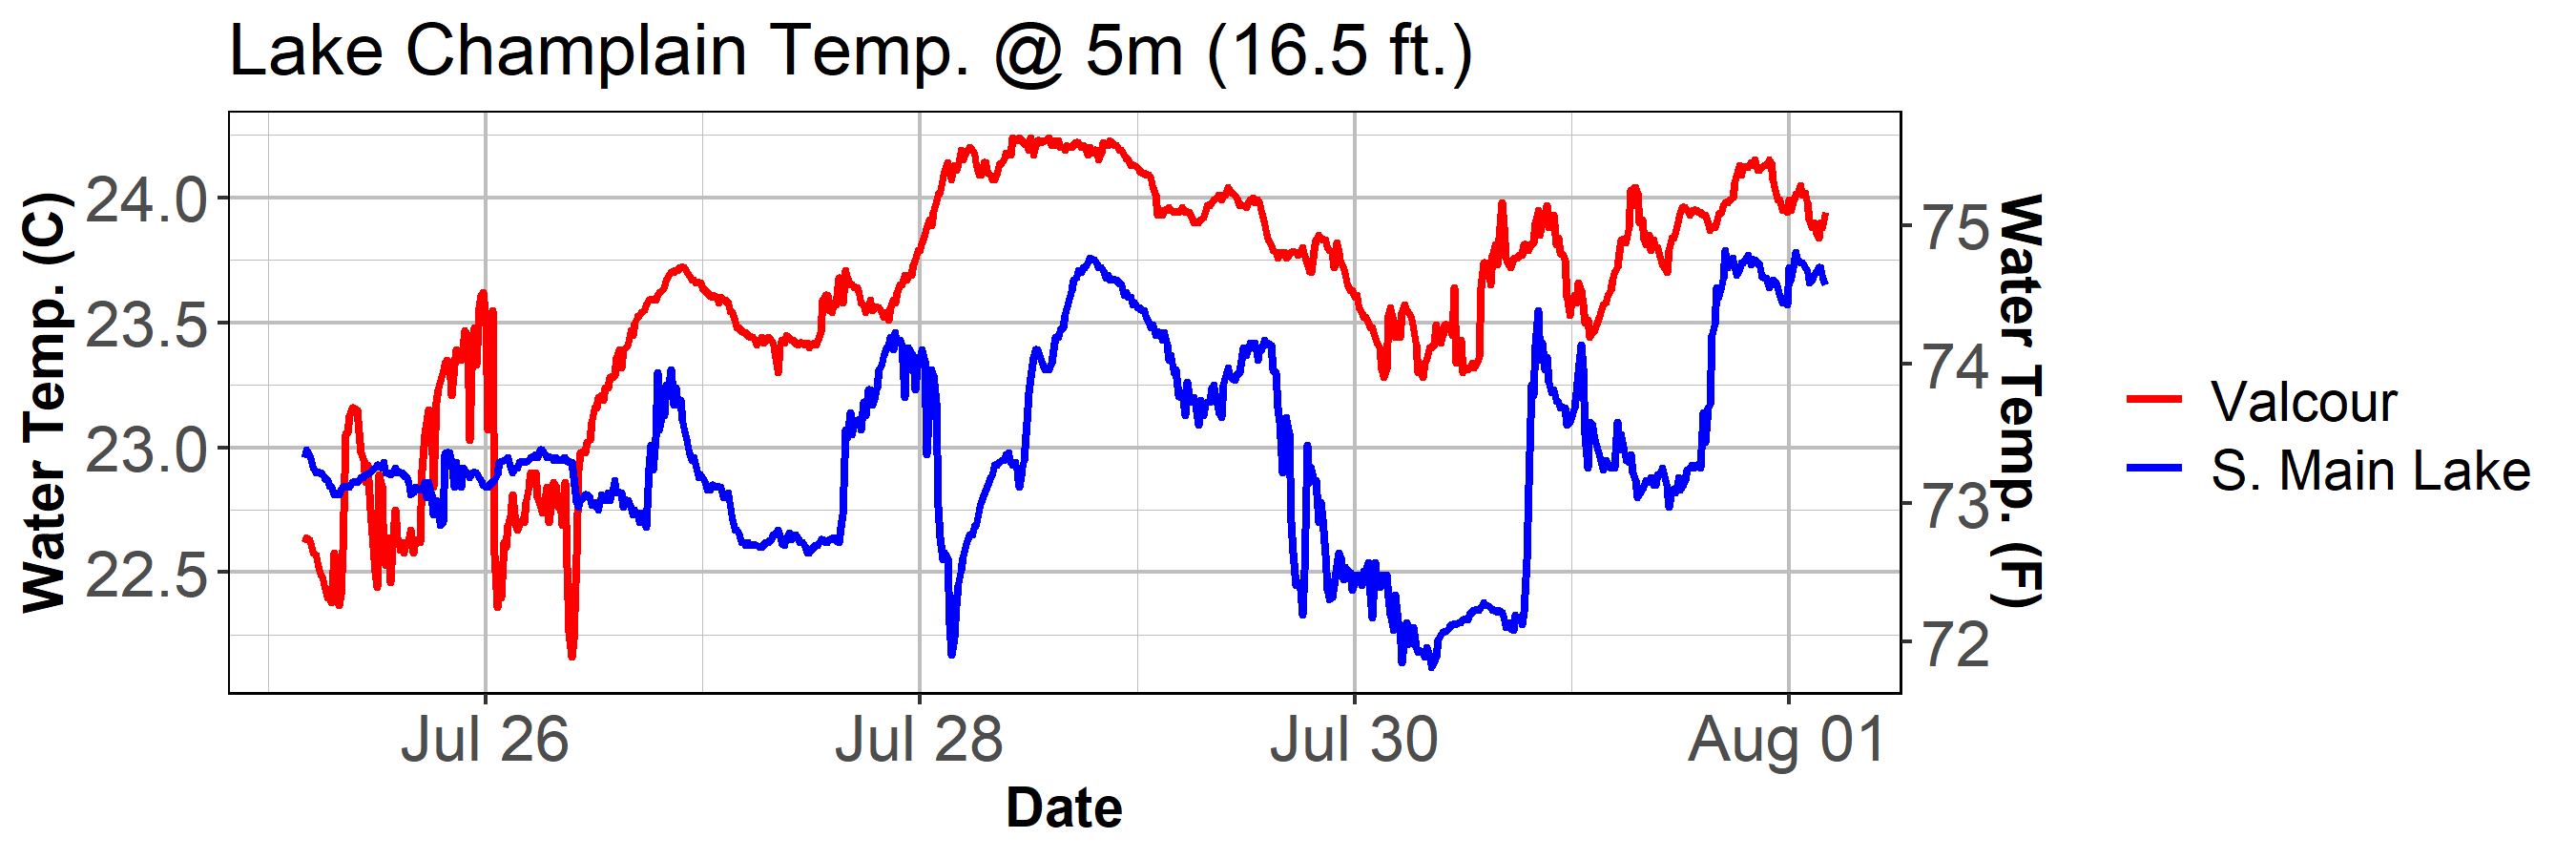 Lake Champlain Temp. @ 5m (16.5 ft.)
Water Temp. (C)
24.0
23.5
23.0
22.5
75
74
73
72
Water Temp. (F)
Jul 26
Jul 28
Jul 30
Aug 01
Date
Valcour
S. Main Lake